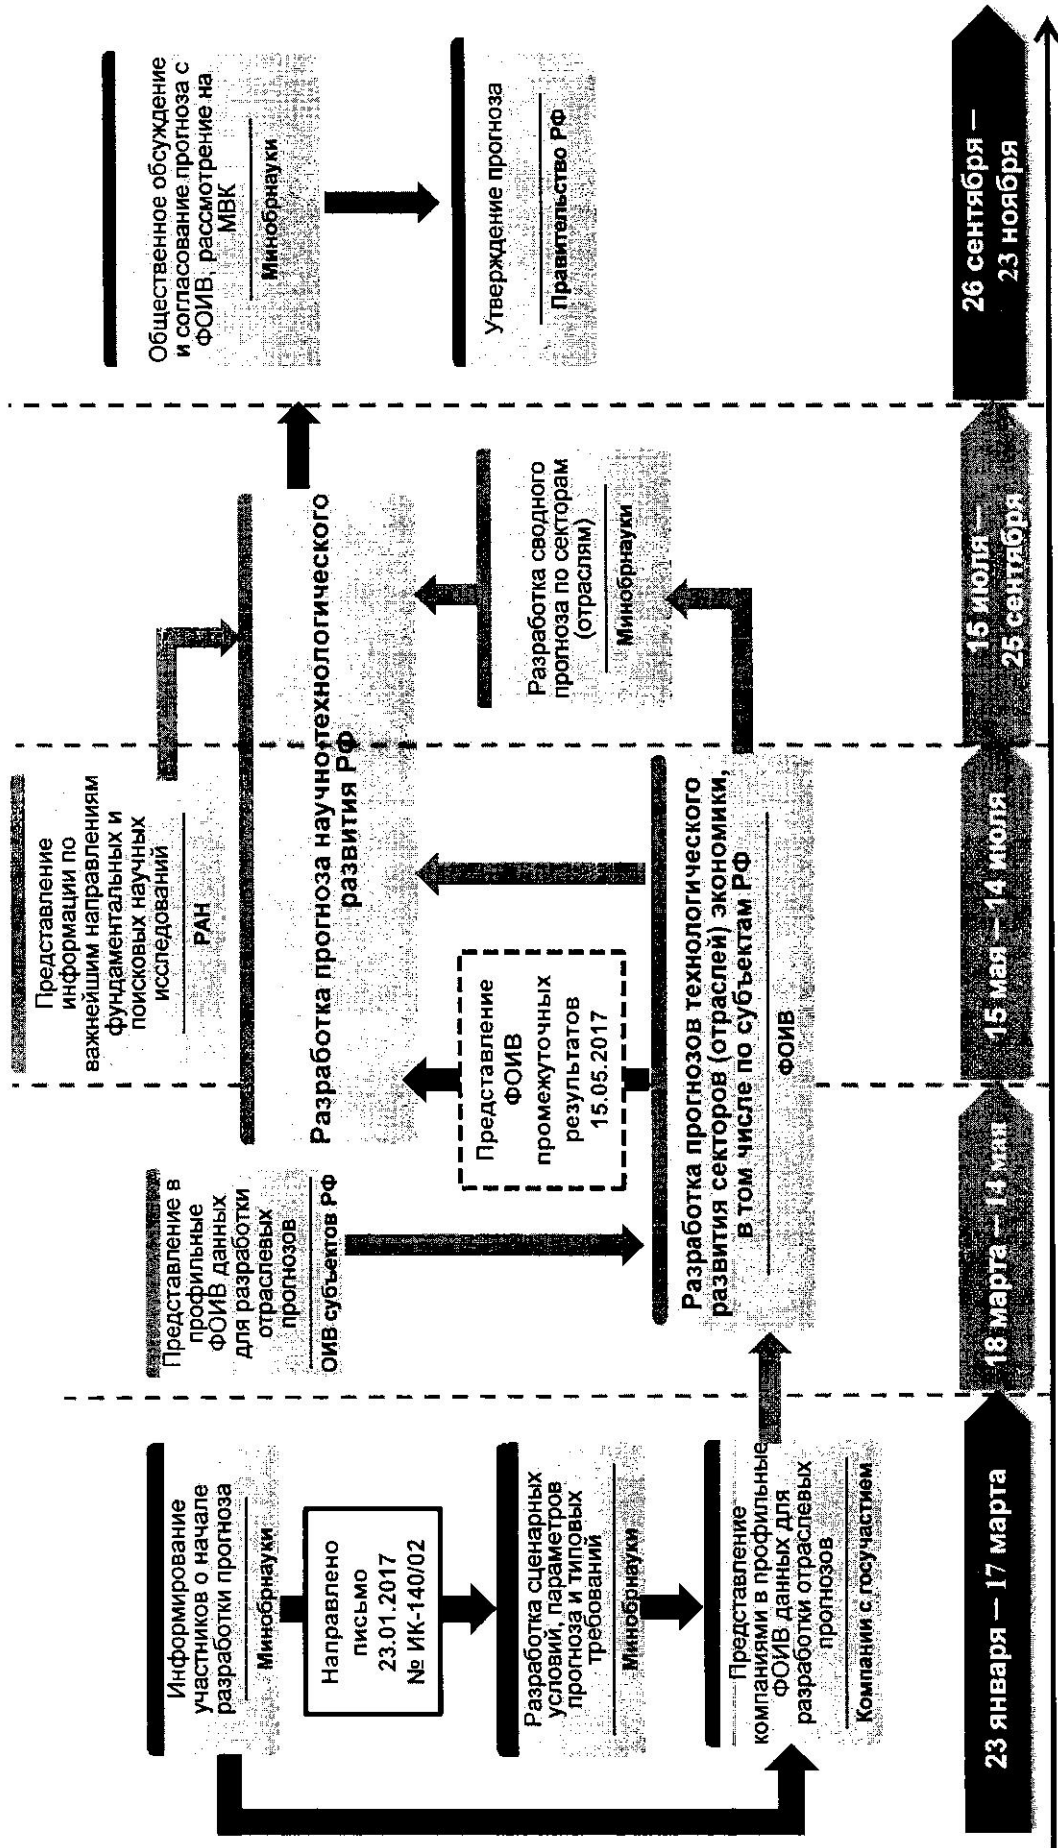 Информирование
участников о начале
разработки прогноза
Минобрнауки
Направлено
письмо
23.01.2017
№ ИК-140/02
Разработка сценарных
условий, параметров
прогноза и типовых
требований
Минобрнауки
Представление
компаниями в профильные
ФОИВ данных для
разработки отраслевых
прогнозов
Компании с госучастием
Представление в
профильные
ФОИВ данных
для разработки
отраслевых
прогнозов
ОИВ субъектов РФ
Представление
информации по
важнейшим направлениям
фундаментальных и
поисковых научных
исследований
РАН
Разработка прогноза научно-технологического
развития РФ
Представление
ФОИВ
промежуточных
результатов
15.05.2017
Разработка прогнозов технологического
развития секторов (отраслей) экономики,
в том числе по субъектам РФ
ФОИВ
Разработка сводного
прогноза по секторам
(отраслям)
Минобрнауки
Общественное обсуждение
и согласование прогноза с
ФОИВ, рассмотрение на
МВК
Минобрнауки
Утверждение прогноза
Правительство РФ
23 января — 17 марта
18 марта — 14 мая
15 мая — 14 июля
15 июля —
25 сентября
26 сентября —
23 ноября